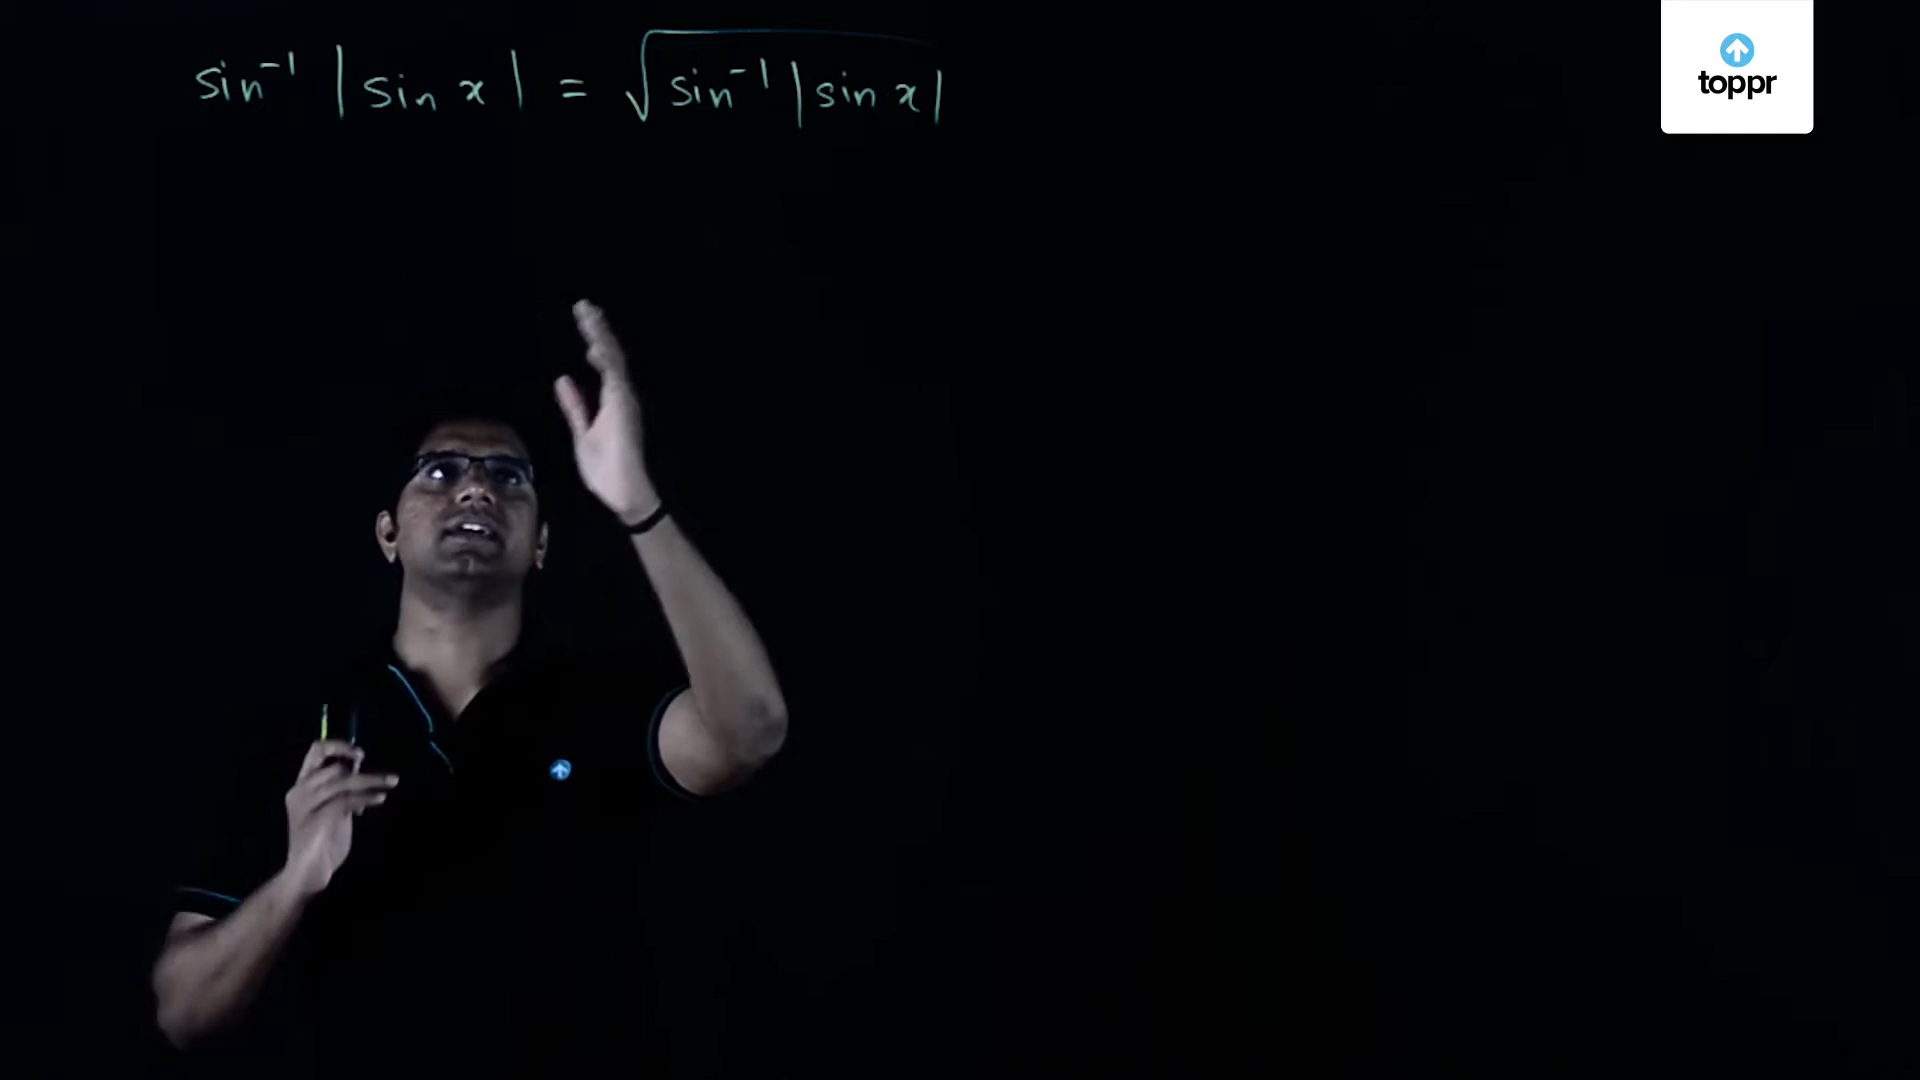 sin⁻¹ |sin x| = √sin⁻¹ |sin x|
toppr